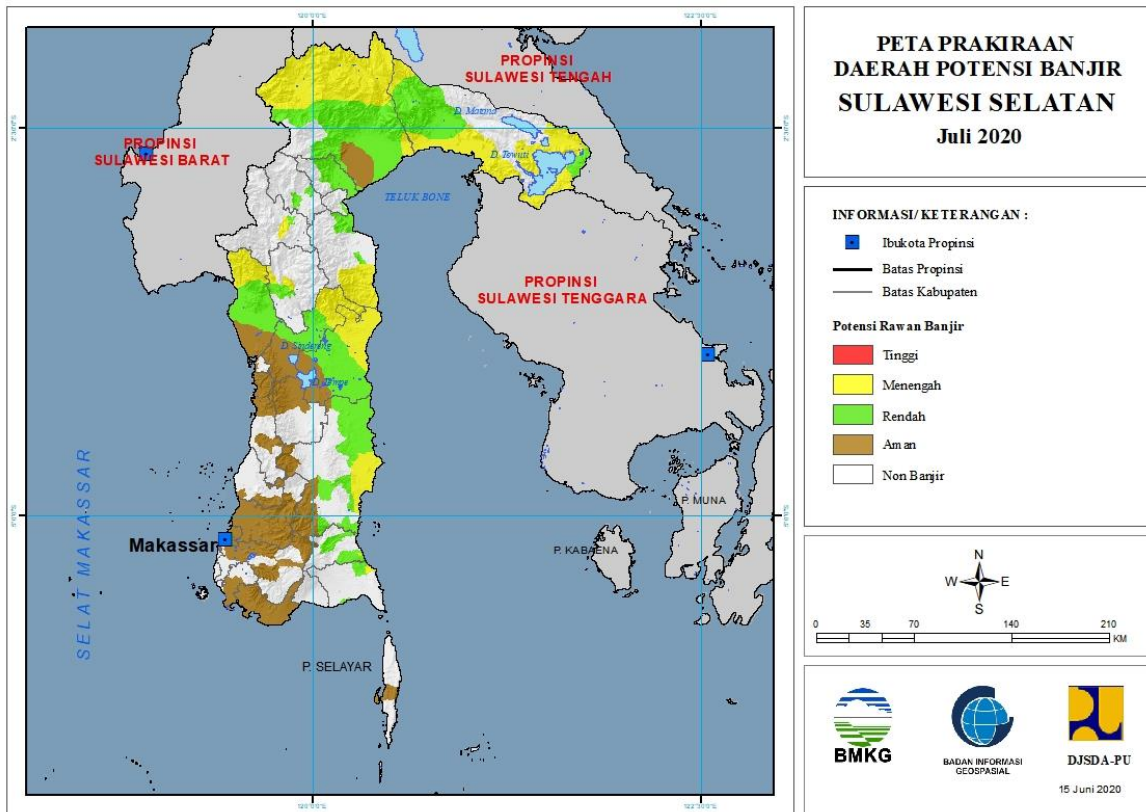 PETA PRAKIRAAN
DAERAH POTENSI BANJIR
SULAWESI SELATAN
Juli 2020
INFORMASI/ KETERANGAN :
Ibukota Propinsi
Batas Propinsi
Batas Kabupaten
Potensi Rawan Banjir
Tinggi
Menengah
Rendah
Aman
Non Banjir
N
W
E
S
0 35 70 140 210
KM
BMKG
BADAN INFORMASI
GEOSPASIAL
DJSDA-PU
15 Juni 2020
PROPINSI
SULAWESI TENGAH
PROPINSI
SULAWESI BARAT
D. Matana
D. Towuti
TELUK BONE
PROPINSI
SULAWESI TENGGARA
D. Sidenreng
D. Tempe
SELAT MAKASSAR
Makassar
P. MUNA
P. KABAENA
P. SELAYAR